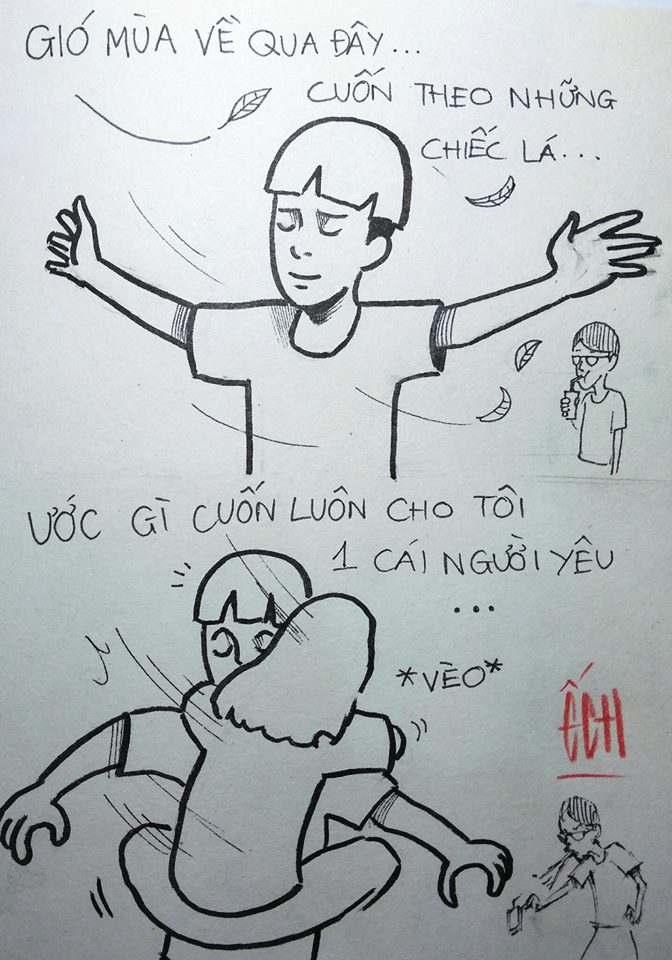 GIÓ MÙA VỀ QUA ĐÂY...
CUỐN THEO NHỮNG
CHIẾC LÁ...
ƯỚC GÌ CUỐN LUÔN CHO TÔI
1 CÁI NGƯỜI YÊU
...
*VÈO*
ẾCH